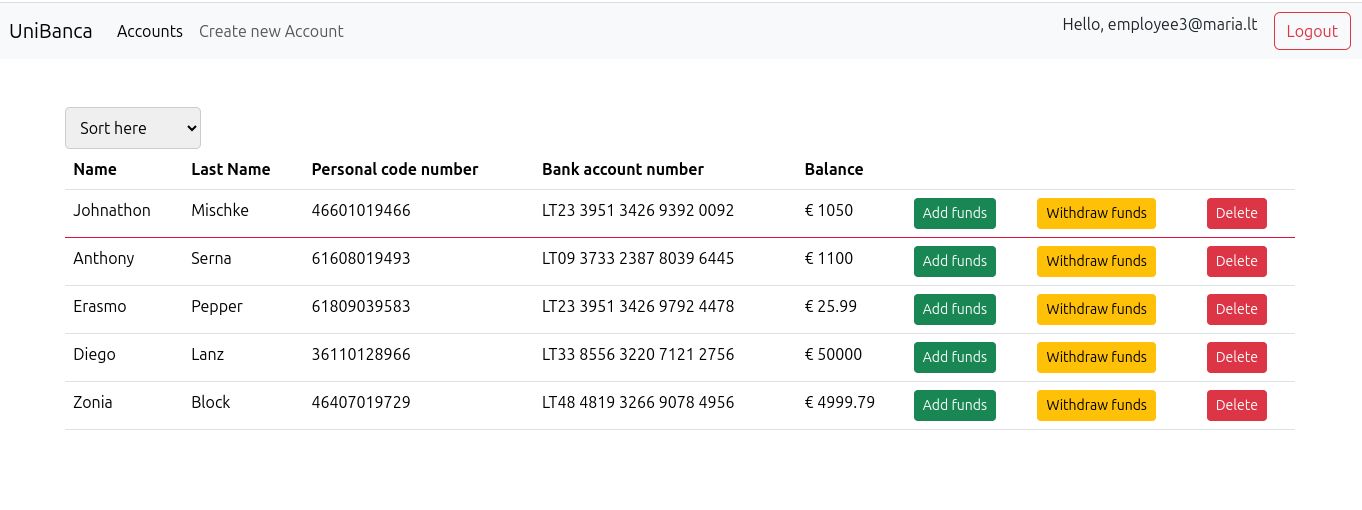 UniBanca Accounts Create new Account Hello, employee3@maria.lt Logout
Sort here
Name Last Name Personal code number Bank account number Balance
Johnathon Mischke 46601019466 LT23 3951 3426 9392 0092 € 1050 Add funds Withdraw funds Delete
Anthony Serna 61608019493 LT09 3733 2387 8039 6445 € 1100 Add funds Withdraw funds Delete
Erasmo Pepper 61809039583 LT23 3951 3426 9792 4478 € 25.99 Add funds Withdraw funds Delete
Diego Lanz 36110128966 LT33 8556 3220 7121 2756 € 50000 Add funds Withdraw funds Delete
Zonia Block 46407019729 LT48 4819 3266 9078 4956 € 4999.79 Add funds Withdraw funds Delete